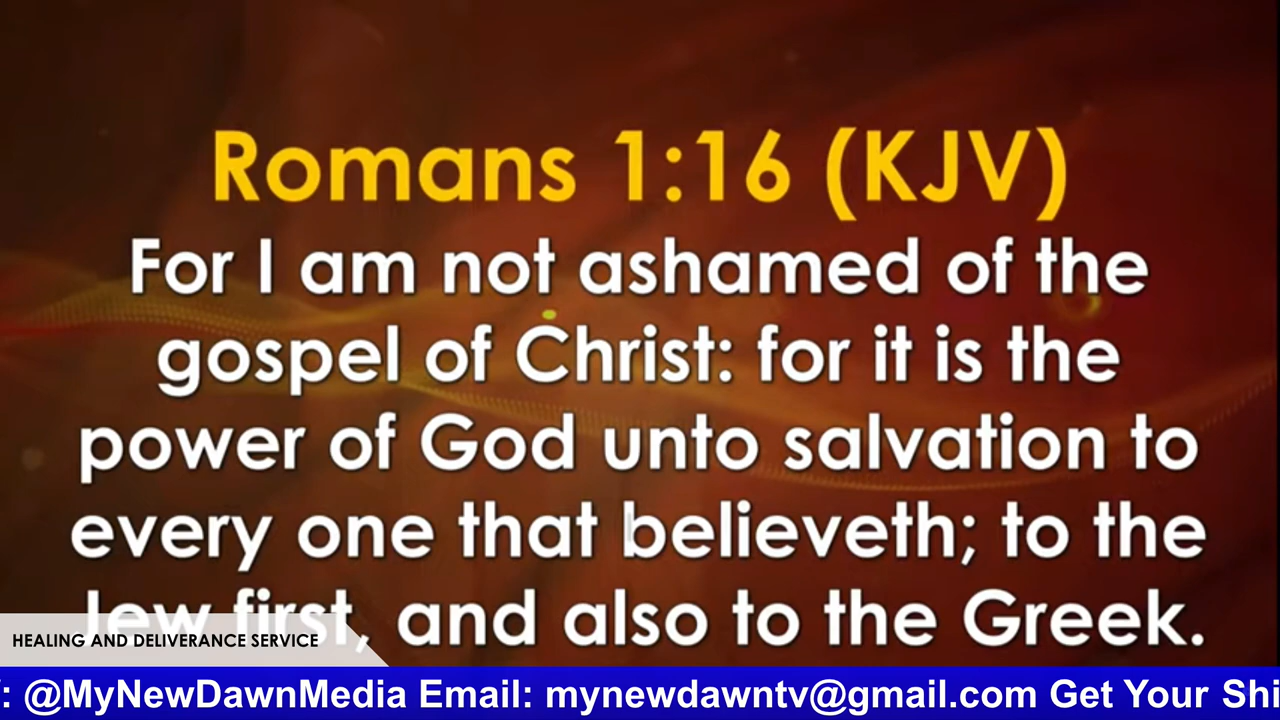 Romans 1:16 (KJV)
For I am not ashamed of the
gospel of Christ: for it is the
power of God unto salvation to
every one that believeth; to the
Jew first, and also to the Greek.
HEALING AND DELIVERANCE SERVICE
: @MyNewDawnMedia Email: mynewdawntv@gmail.com Get Your Shi